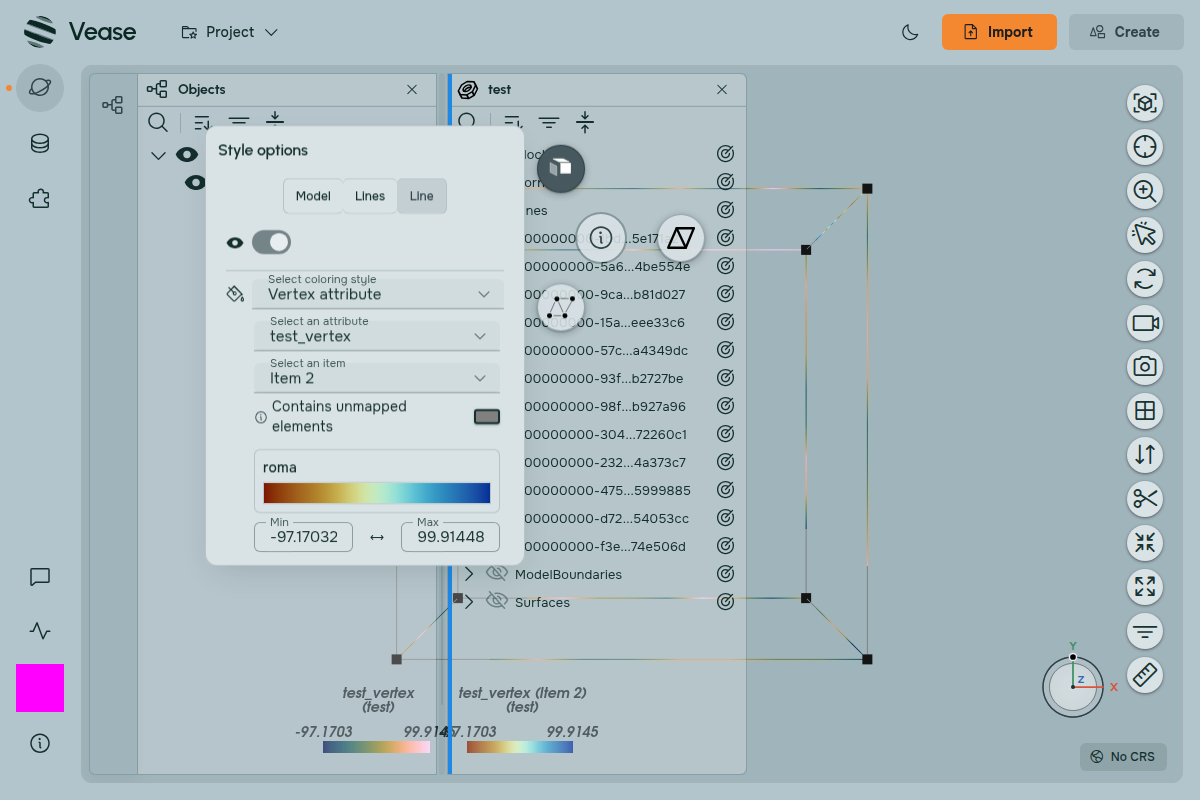 Vease
Project
Import
Create
Objects
test
Style options
Model
Lines
Line
Select coloring style
Vertex attribute
Select an attribute
test_vertex
Select an item
Item 2
Contains unmapped
elements
roma
Min
-97.17032
Max
99.91448
00000000-5a6...4be554e
00000000-9ca...b81d027
00000000-15a...eee33c6
00000000-57c...a4349dc
00000000-93f...b2727be
00000000-98f...b927a96
00000000-304...72260c1
00000000-232...4a373c7
00000000-475...5999885
00000000-d72...54053cc
00000000-f3e...74e506d
ModelBoundaries
Surfaces
test_vertex
(test)
-97.1703
test_vertex (Item 2)
(test)
99.9145
Y
Z
X
No CRS